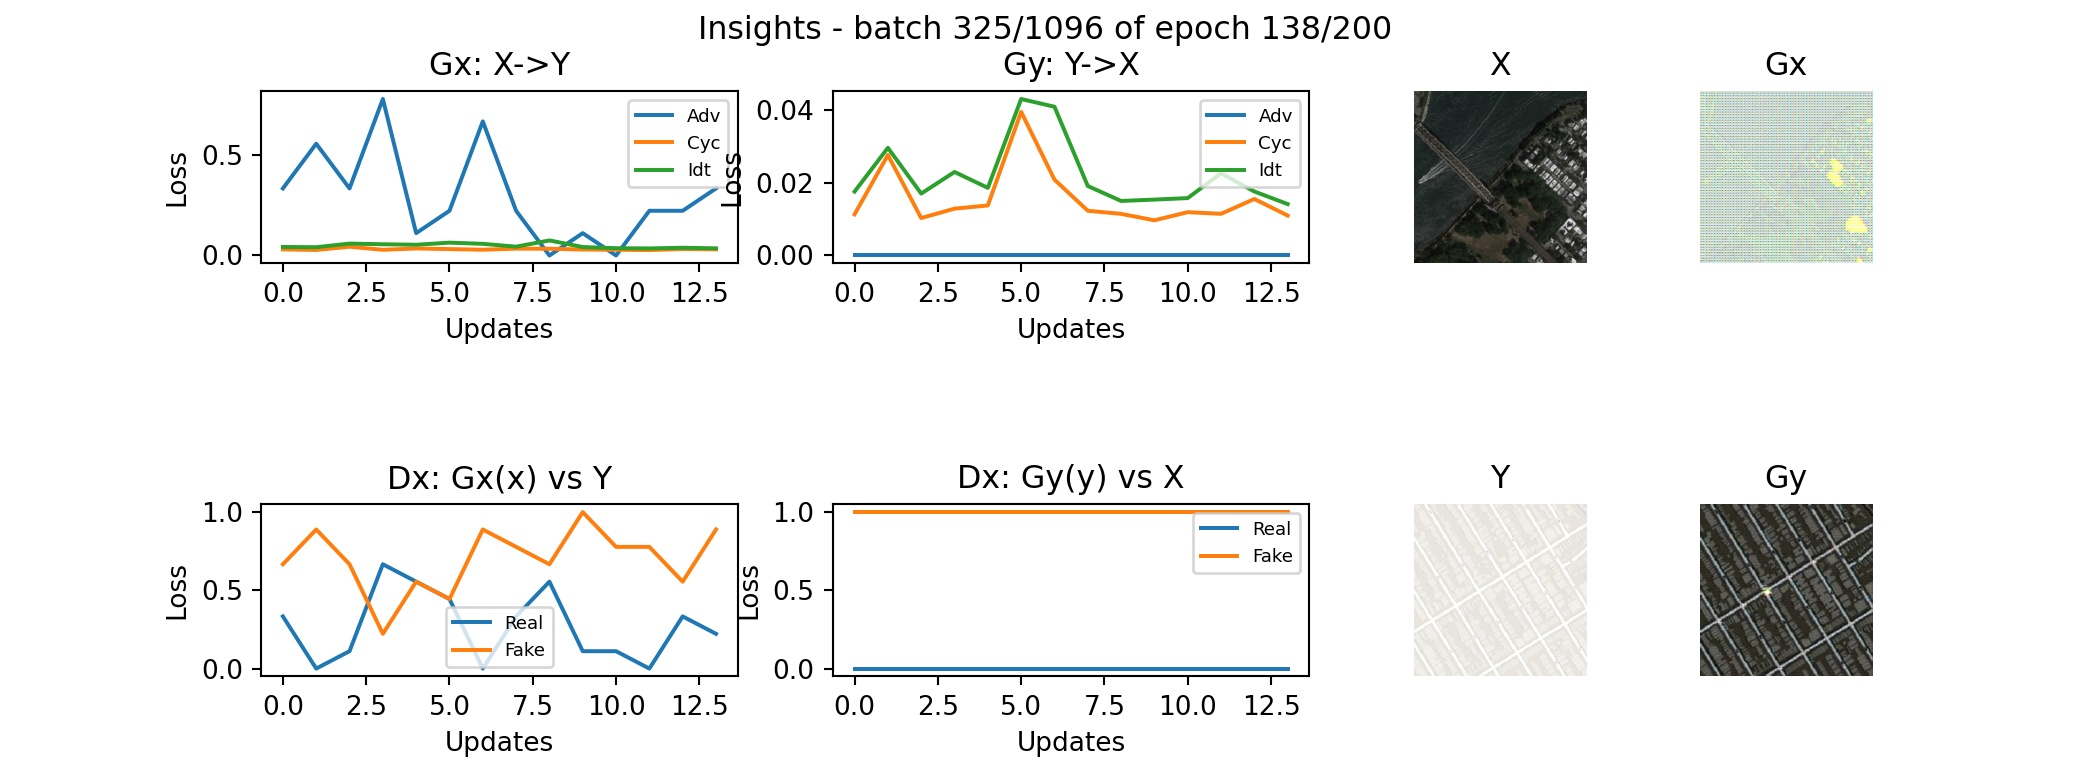 Insights - batch 325/1096 of epoch 138/200
Gx: X->Y
Loss
0.5
0.0
Adv
Cyc
Idt
0.0 2.5 5.0 7.5 10.0 12.5
Updates
Gy: Y->X
Loss
0.04
0.02
0.00
Adv
Cyc
Idt
0.0 2.5 5.0 7.5 10.0 12.5
Updates
X
Gx
Dx: Gx(x) vs Y
Loss
1.0
0.5
0.0
Real
Fake
0.0 2.5 5.0 7.5 10.0 12.5
Updates
Dx: Gy(y) vs X
Loss
1.0
0.5
0.0
Real
Fake
0.0 2.5 5.0 7.5 10.0 12.5
Updates
Y
Gy